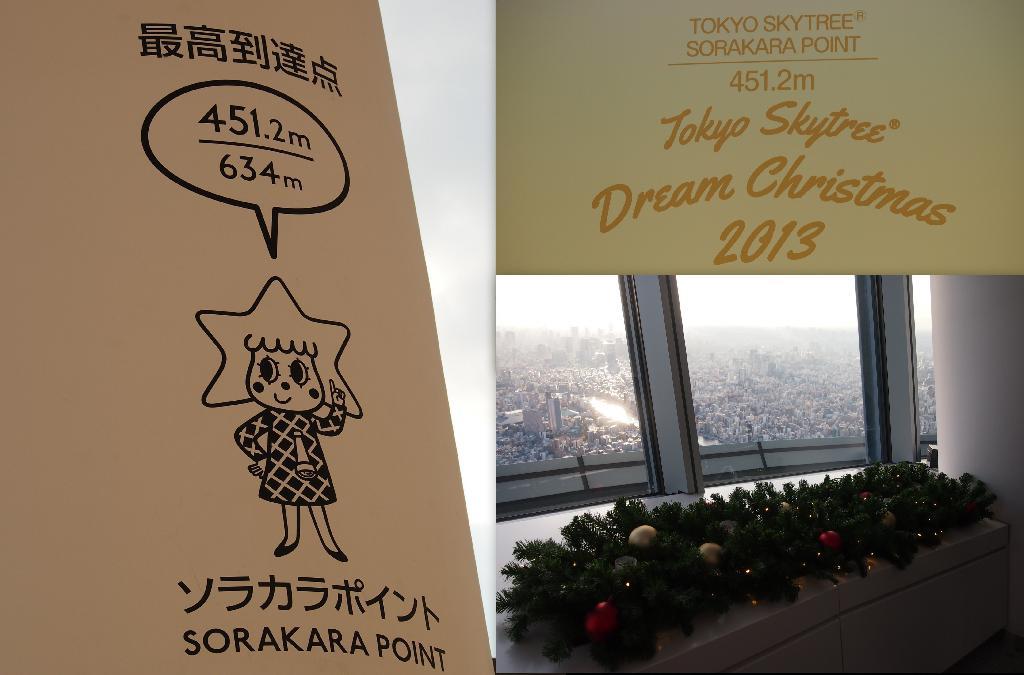 最高到達点
451.2m
634m
ソラカラポイント
SORAKARA POINT
TOKYO SKYTREE®
SORAKARA POINT
451.2m
Tokyo Skytree®
Dream Christmas
2013